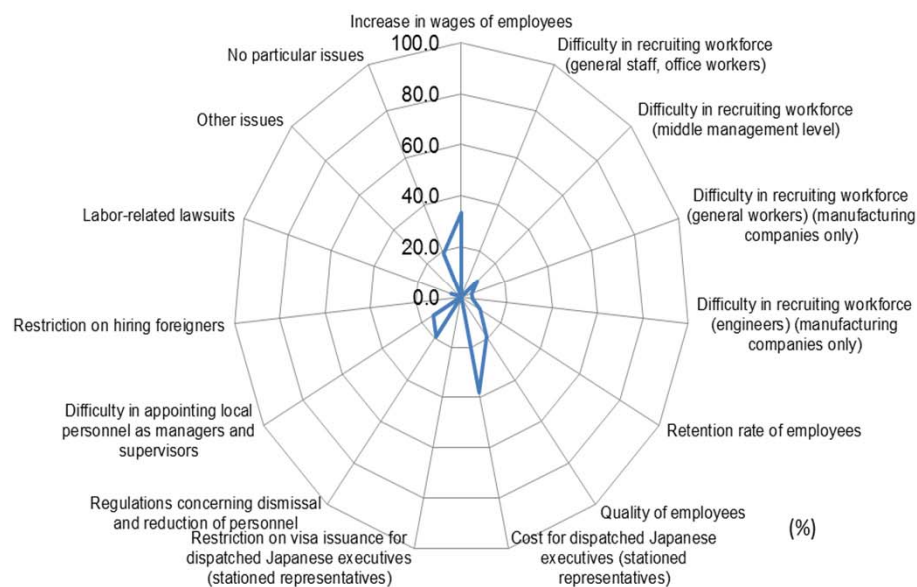 Increase in wages of employees
100.0
80.0
60.0
40.0
20.0
0.0
Difficulty in recruiting workforce
(general staff, office workers)
Difficulty in recruiting workforce
(middle management level)
Difficulty in recruiting workforce
(general workers) (manufacturing
companies only)
Difficulty in recruiting workforce
(engineers) (manufacturing
companies only)
Retention rate of employees
Quality of employees
(%)
Cost for dispatched Japanese
executives (stationed
representatives)
Restriction on visa issuance for
dispatched Japanese executives
(stationed representatives)
Regulations concerning dismissal
and reduction of personnel
Difficulty in appointing local
personnel as managers and
supervisors
Restriction on hiring foreigners
Labor-related lawsuits
Other issues
No particular issues